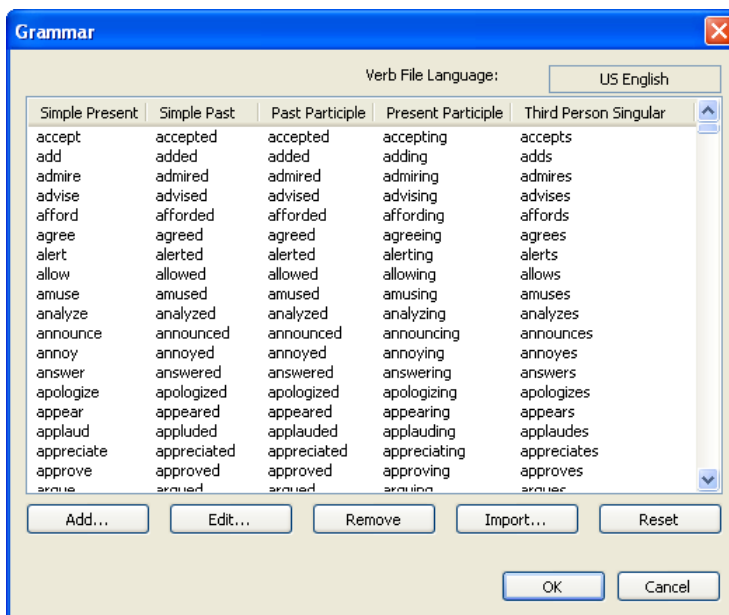 Grammar
Verb File Language: US English
Simple Present Simple Past Past Participle Present Participle Third Person Singular
accept accepted accepted accepting accepts
add added added adding adds
admire admired admired admiring admires
advise advised advised advising advises
afford afforded afforded affording affords
agree agreed agreed agreeing agrees
alert alerted alerted alerting alerts
allow allowed allowed allowing allows
amuse amused amused amusing amuses
analyze analyzed analyzed analyzing analyzes
announce announced announced announcing announces
annoy annoyed annoyed annoying annoyes
answer answered answered answering answers
apologize apologized apologized apologizing apologizes
appear appeared appeared appearing appears
applaud appluded applauded applauding applaudes
appreciate appreciated appreciated appreciating appreciates
approve approved approved approving approves
argue argued argued arguing argues
Add... Edit... Remove Import... Reset
OK Cancel